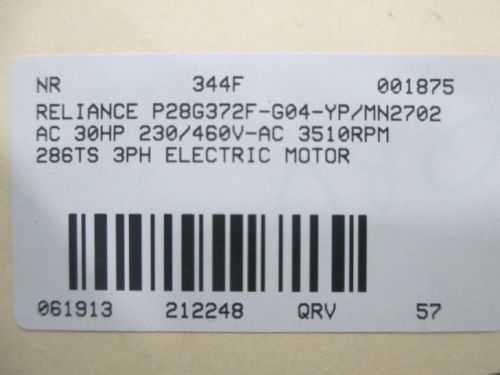 NR 344F 001875
RELIANCE P28G372F-G04-YP/MN2702
AC 30HP 230/460V-AC 3510RPM
286TS 3PH ELECTRIC MOTOR
061913 212248 QRV 57